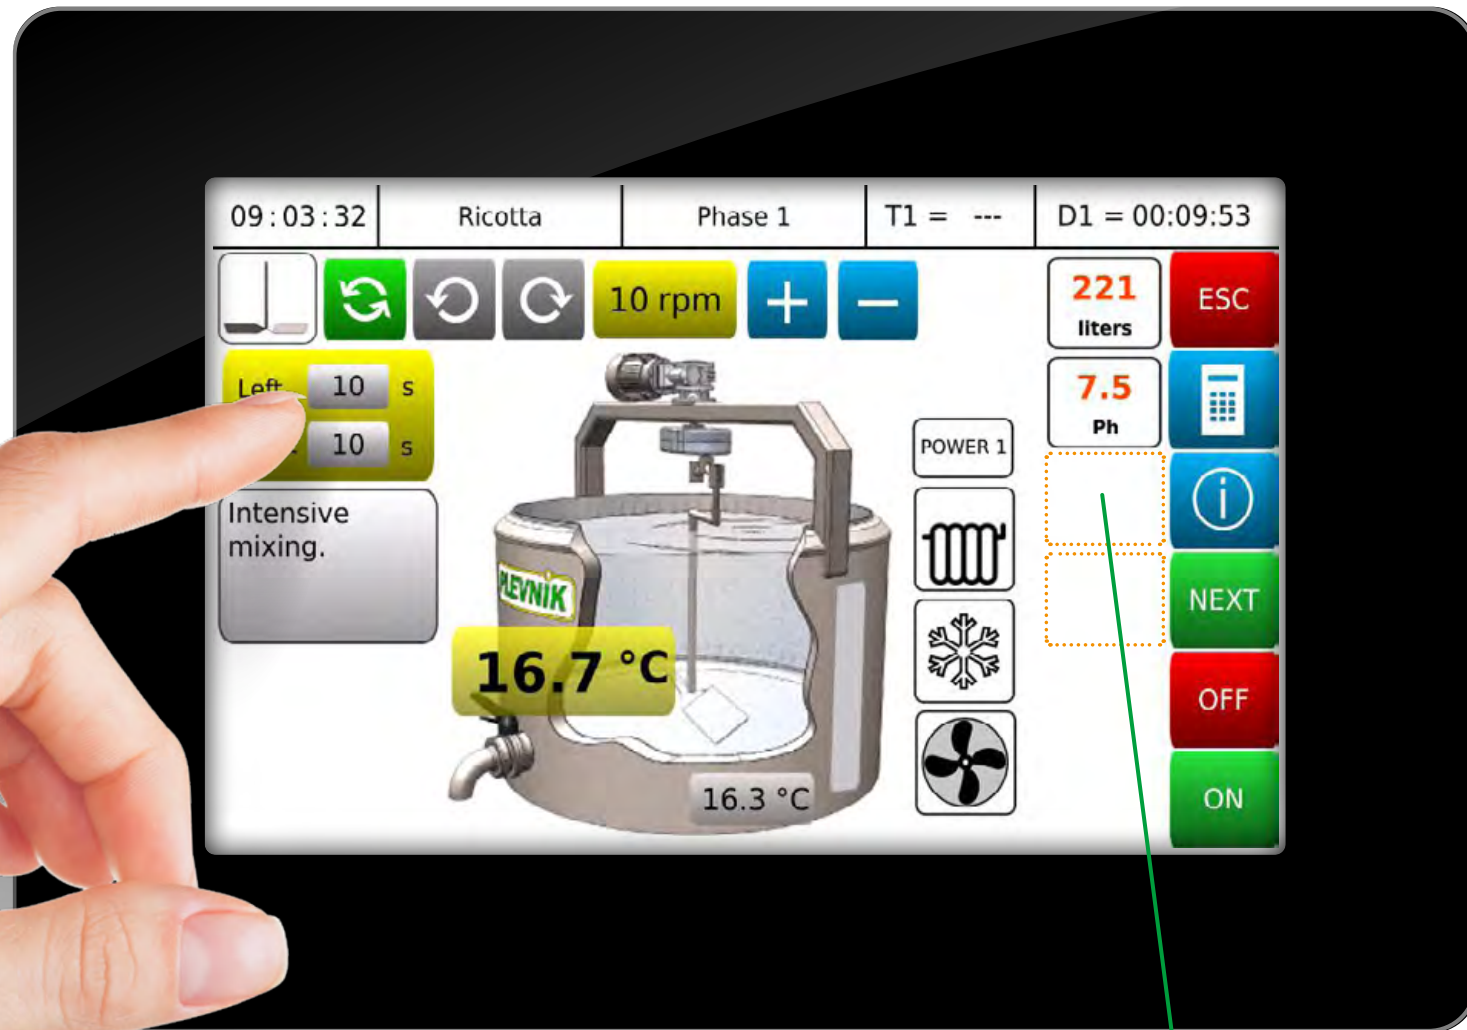 09:03:32 Ricotta Phase 1 T1 = --- D1 = 00:09:53
10 rpm + − 221 liters ESC
Left 10 s
7.5 Ph
10 s
POWER 1
Intensive
mixing.
i
PLEVNIK
NEXT
16.7 °C
OFF
16.3 °C
ON